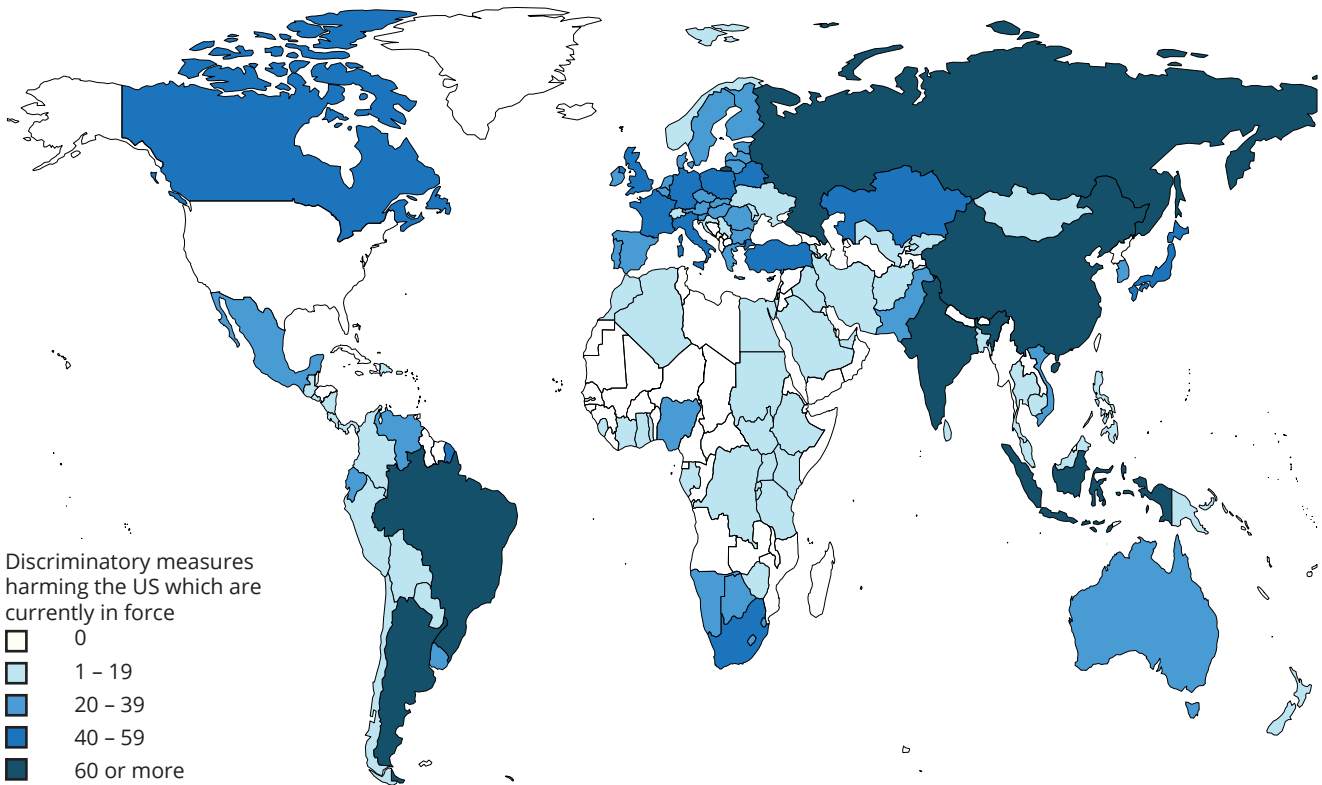 Discriminatory measures
harming the US which are
currently in force
0
1 – 19
20 – 39
40 – 59
60 or more